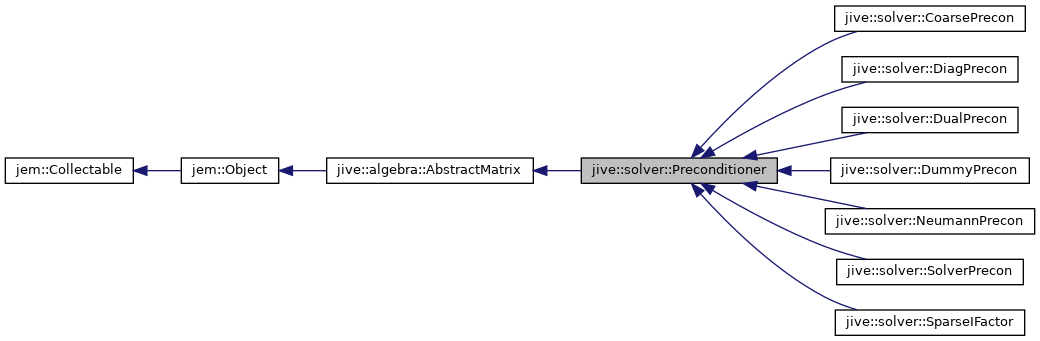 jive::solver::CoarsePrecon
jive::solver::DiagPrecon
jive::solver::DualPrecon
jem::Collectable
jem::Object
jive::algebra::AbstractMatrix
jive::solver::Preconditioner
jive::solver::DummyPrecon
jive::solver::NeumannPrecon
jive::solver::SolverPrecon
jive::solver::SparseIFactor